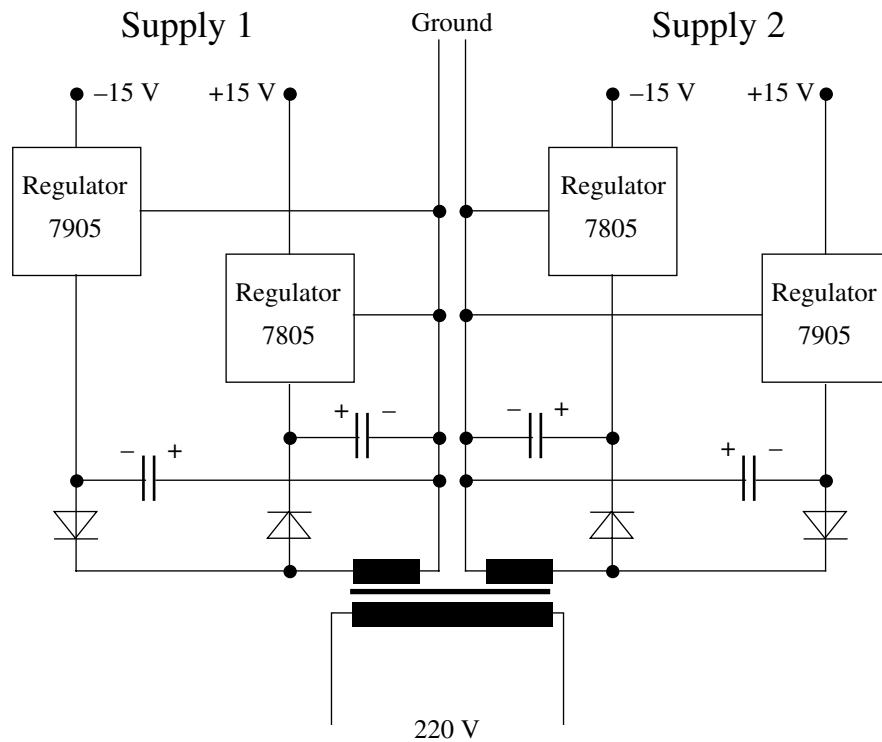 Supply 1
Ground
Supply 2
–15 V
+15 V
–15 V
+15 V
Regulator
7905
Regulator
7805
Regulator
7805
Regulator
7905
+ –
– +
– +
+ –
220 V